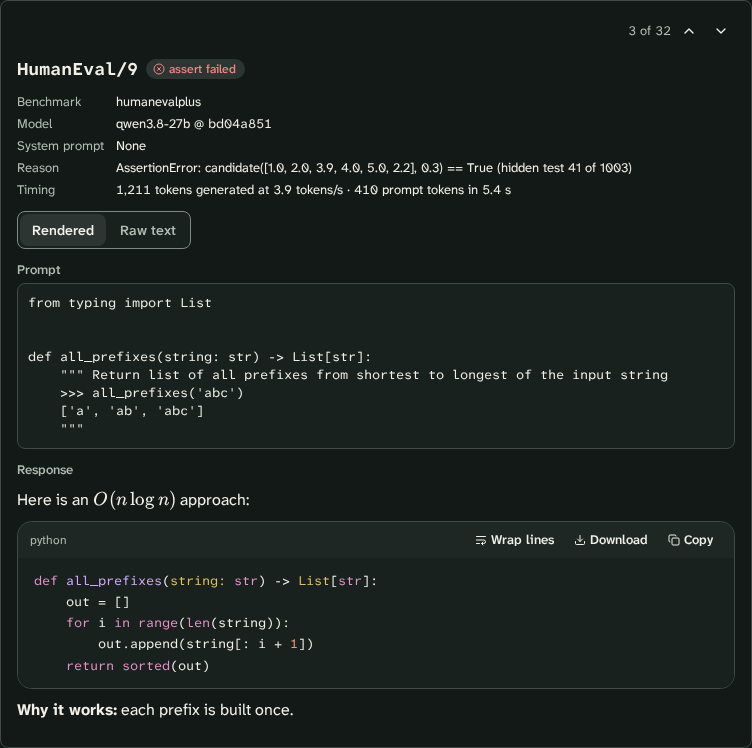 3 of 32
HumanEval/9 assert failed
Benchmark humanevalplus
Model qwen3.8-27b @ bd04a851
System prompt None
Reason AssertionError: candidate([1.0, 2.0, 3.9, 4.0, 5.0, 2.2], 0.3) == True (hidden test 41 of 1003)
Timing 1,211 tokens generated at 3.9 tokens/s · 410 prompt tokens in 5.4 s
Rendered Raw text
Prompt
from typing import List
def all_prefixes(string: str) -> List[str]:
    """ Return list of all prefixes from shortest to longest of the input string
    >>> all_prefixes('abc')
    ['a', 'ab', 'abc']
    """
Response
Here is an O(n log n) approach:
python Wrap lines Download Copy
def all_prefixes(string: str) -> List[str]:
    out = []
    for i in range(len(string)):
        out.append(string[: i + 1])
    return sorted(out)
Why it works: each prefix is built once.